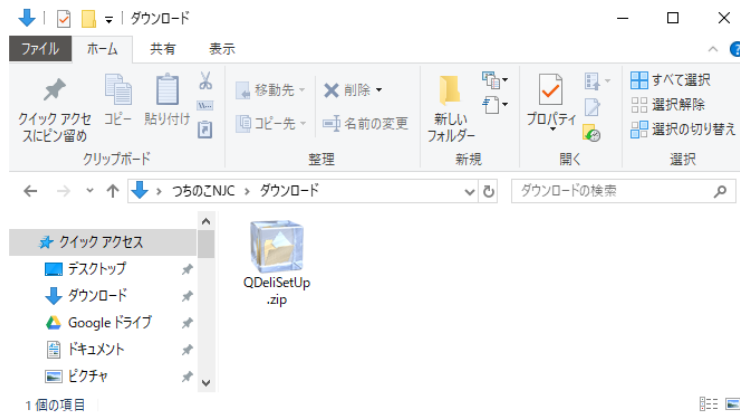 ダウンロード
ファイル ホーム 共有 表示
クイック アクセスにピン留め
コピー
貼り付け
クリップボード
移動先
コピー先
削除
名前の変更
整理
新しいフォルダー
新規
プロパティ
開く
すべて選択
選択解除
選択の切り替え
選択
つちのこNJC ダウンロード
ダウンロードの検索
クイック アクセス
デスクトップ
ダウンロード
Google ドライブ
ドキュメント
ピクチャ
QDeliSetUp
.zip
1 個の項目